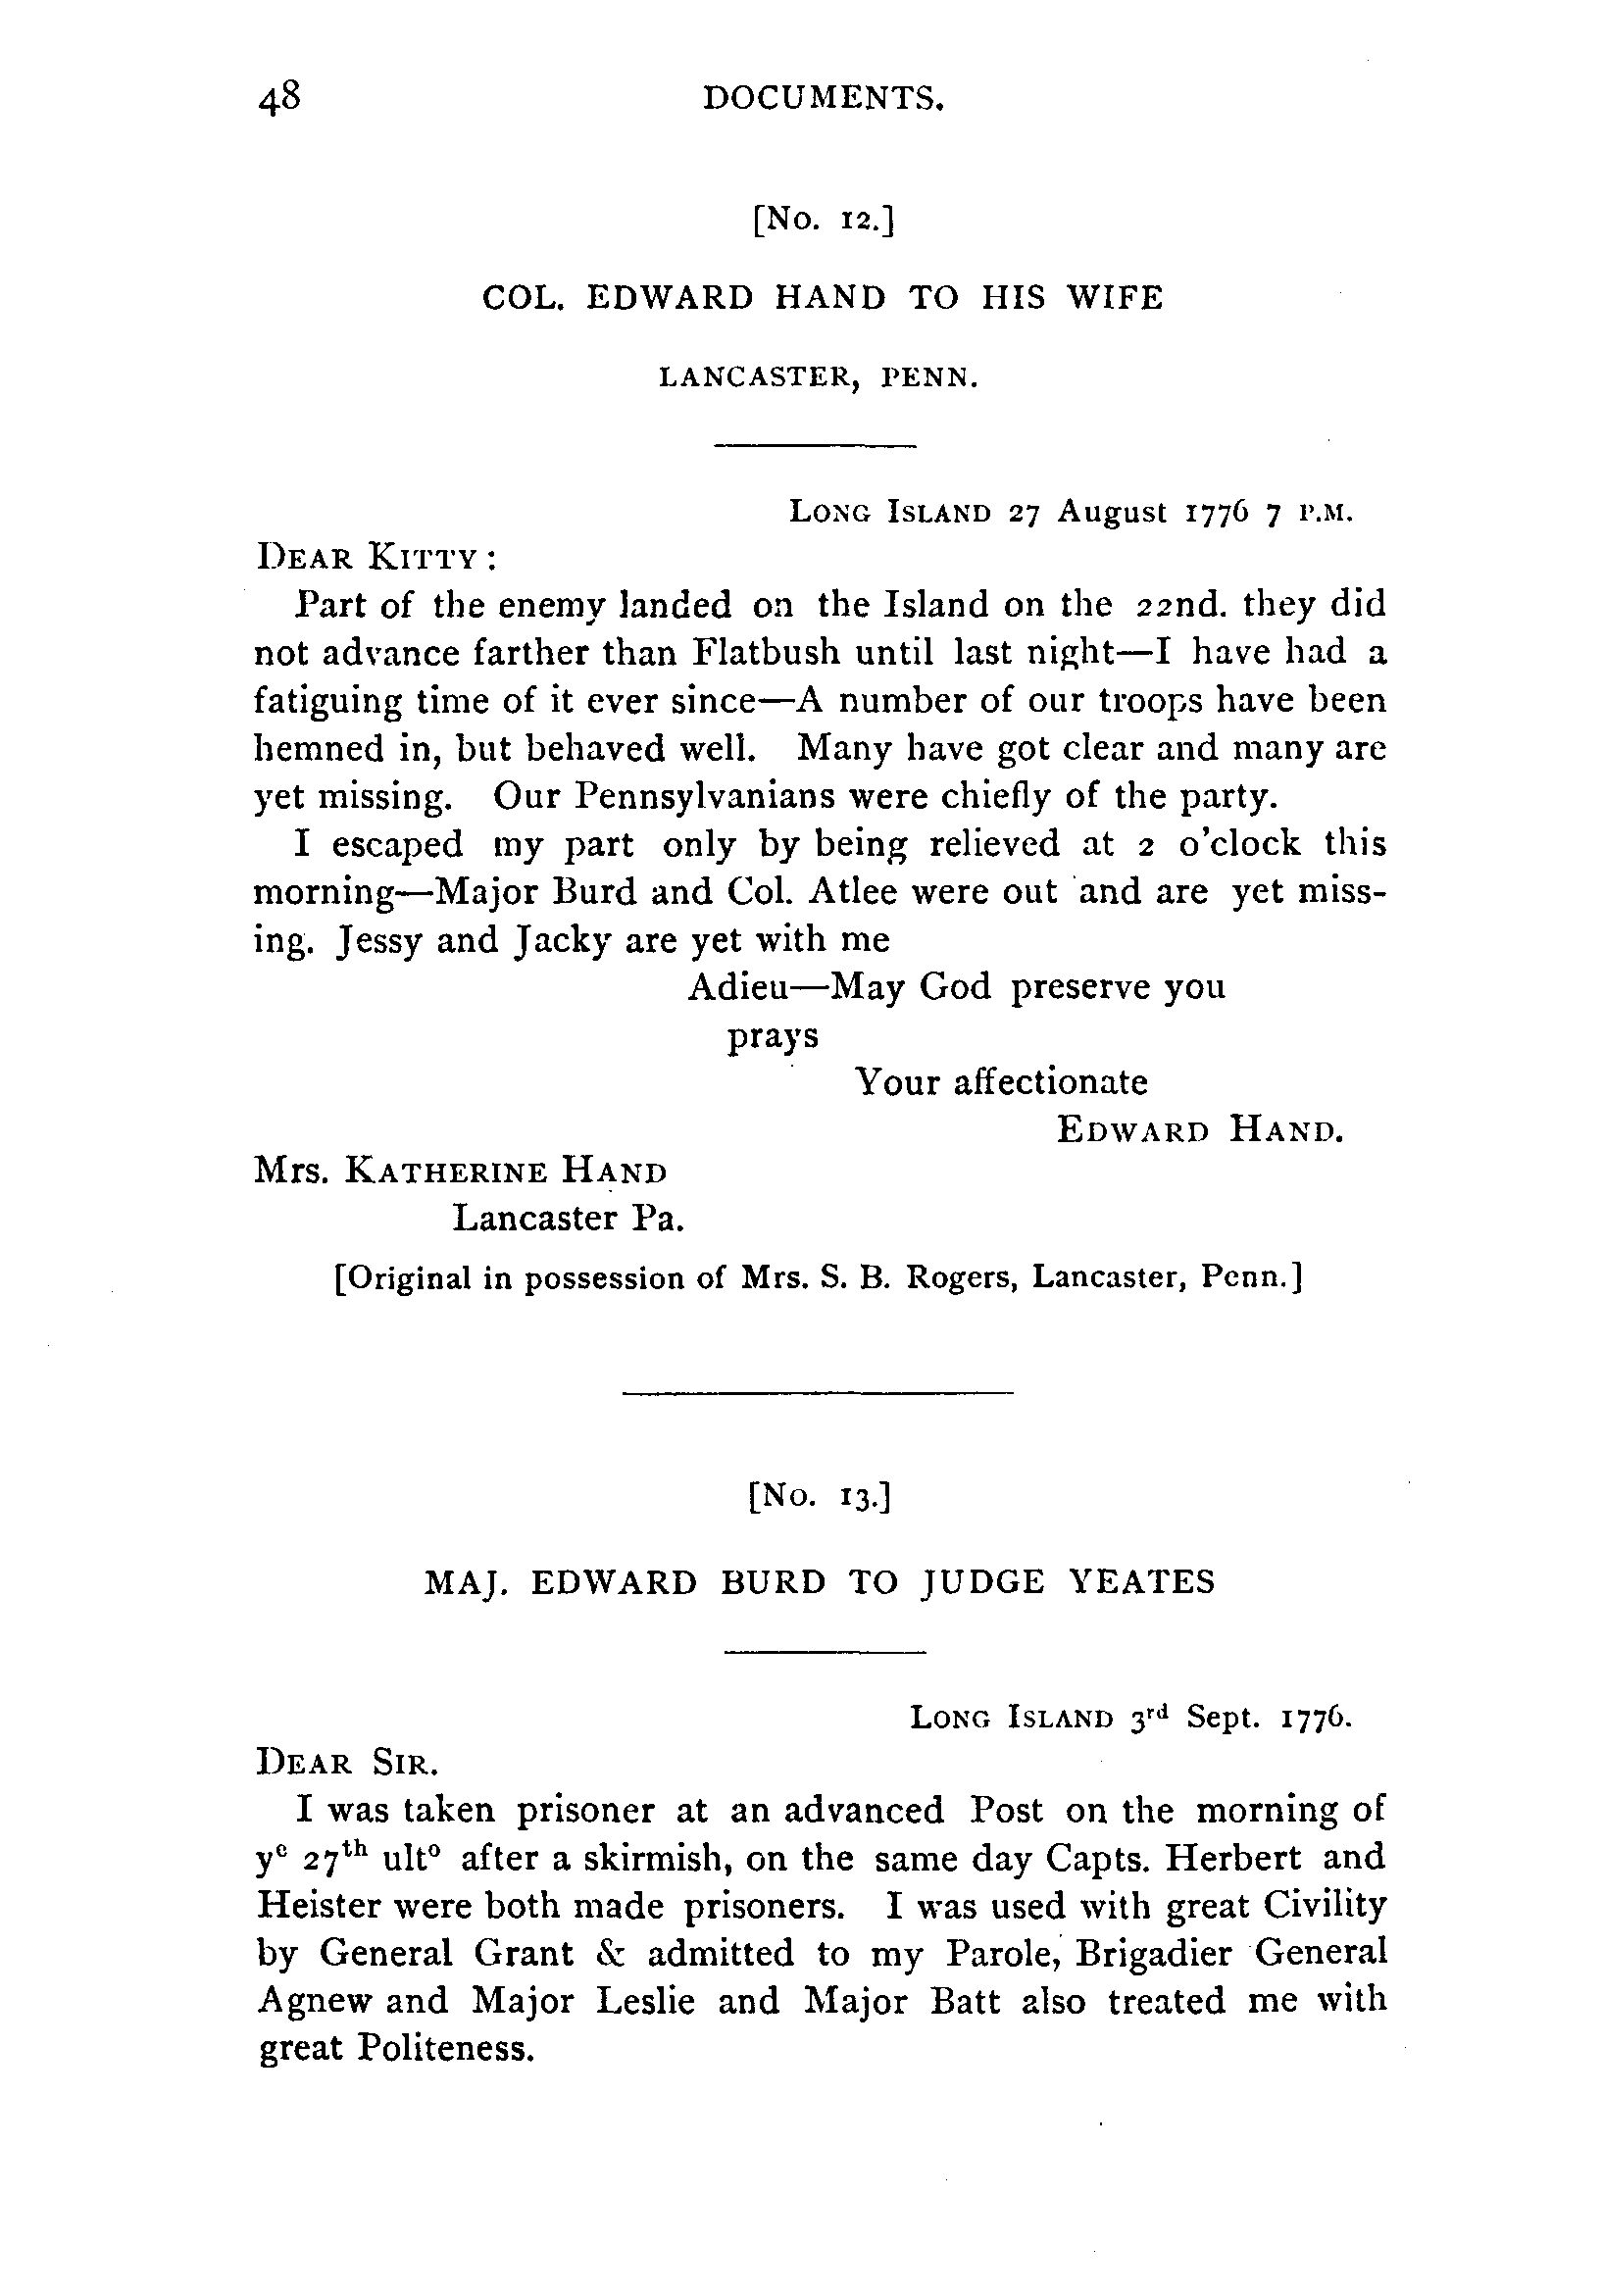 48 DOCUMENTS.
[No. 12.]
COL. EDWARD HAND TO HIS WIFE
LANCASTER, PENN.
LONG ISLAND 27 August 1776 7 P.M.
DEAR KITTY:
Part of the enemy landed on the Island on the 22nd. they did
not advance farther than Flatbush until last night—I have had a
fatiguing time of it ever since—A number of our troops have been
hemned in, but behaved well. Many have got clear and many are
yet missing. Our Pennsylvanians were chiefly of the party.
I escaped my part only by being relieved at 2 o'clock this
morning—Major Burd and Col. Atlee were out and are yet miss-
ing. Jessy and Jacky are yet with me
Adieu—May God preserve you
prays
Your affectionate
EDWARD HAND.
Mrs. KATHERINE HAND
Lancaster Pa.
[Original in possession of Mrs. S. B. Rogers, Lancaster, Penn.]
[No. 13.]
MAJ. EDWARD BURD TO JUDGE YEATES
LONG ISLAND 3rd Sept. 1776.
DEAR SIR.
I was taken prisoner at an advanced Post on the morning of
ye 27th ulto after a skirmish, on the same day Capts. Herbert and
Heister were both made prisoners. I was used with great Civility
by General Grant & admitted to my Parole, Brigadier General
Agnew and Major Leslie and Major Batt also treated me with
great Politeness.